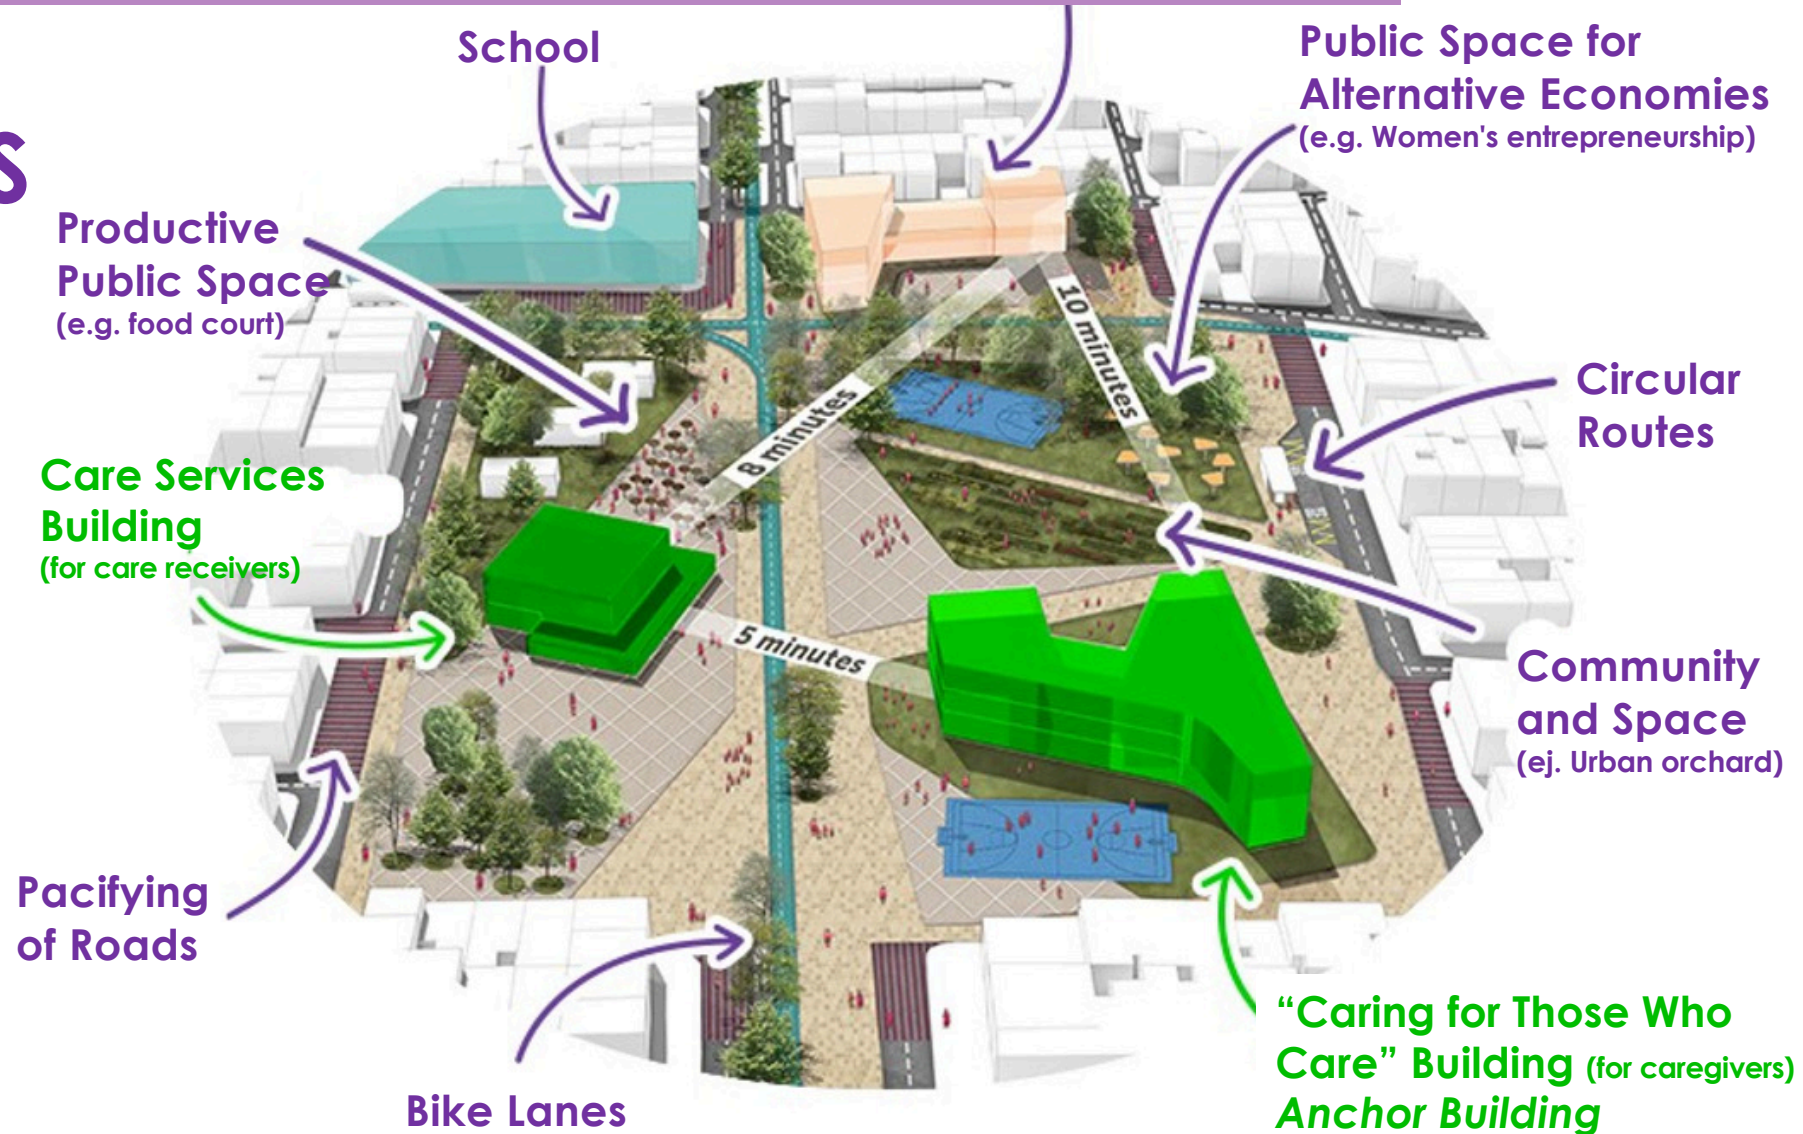 School
Public Space for
Alternative Economies
(e.g. Women's entrepreneurship)
S
Productive
Public Space
(e.g. food court)
10 minutes
Circular
Routes
8 minutes
Care Services
Building
(for care receivers)
BUS
5 minutes
Community
and Space
(ej. Urban orchard)
Pacifying
of Roads
Bike Lanes
“Caring for Those Who
Care” Building (for caregivers)
Anchor Building